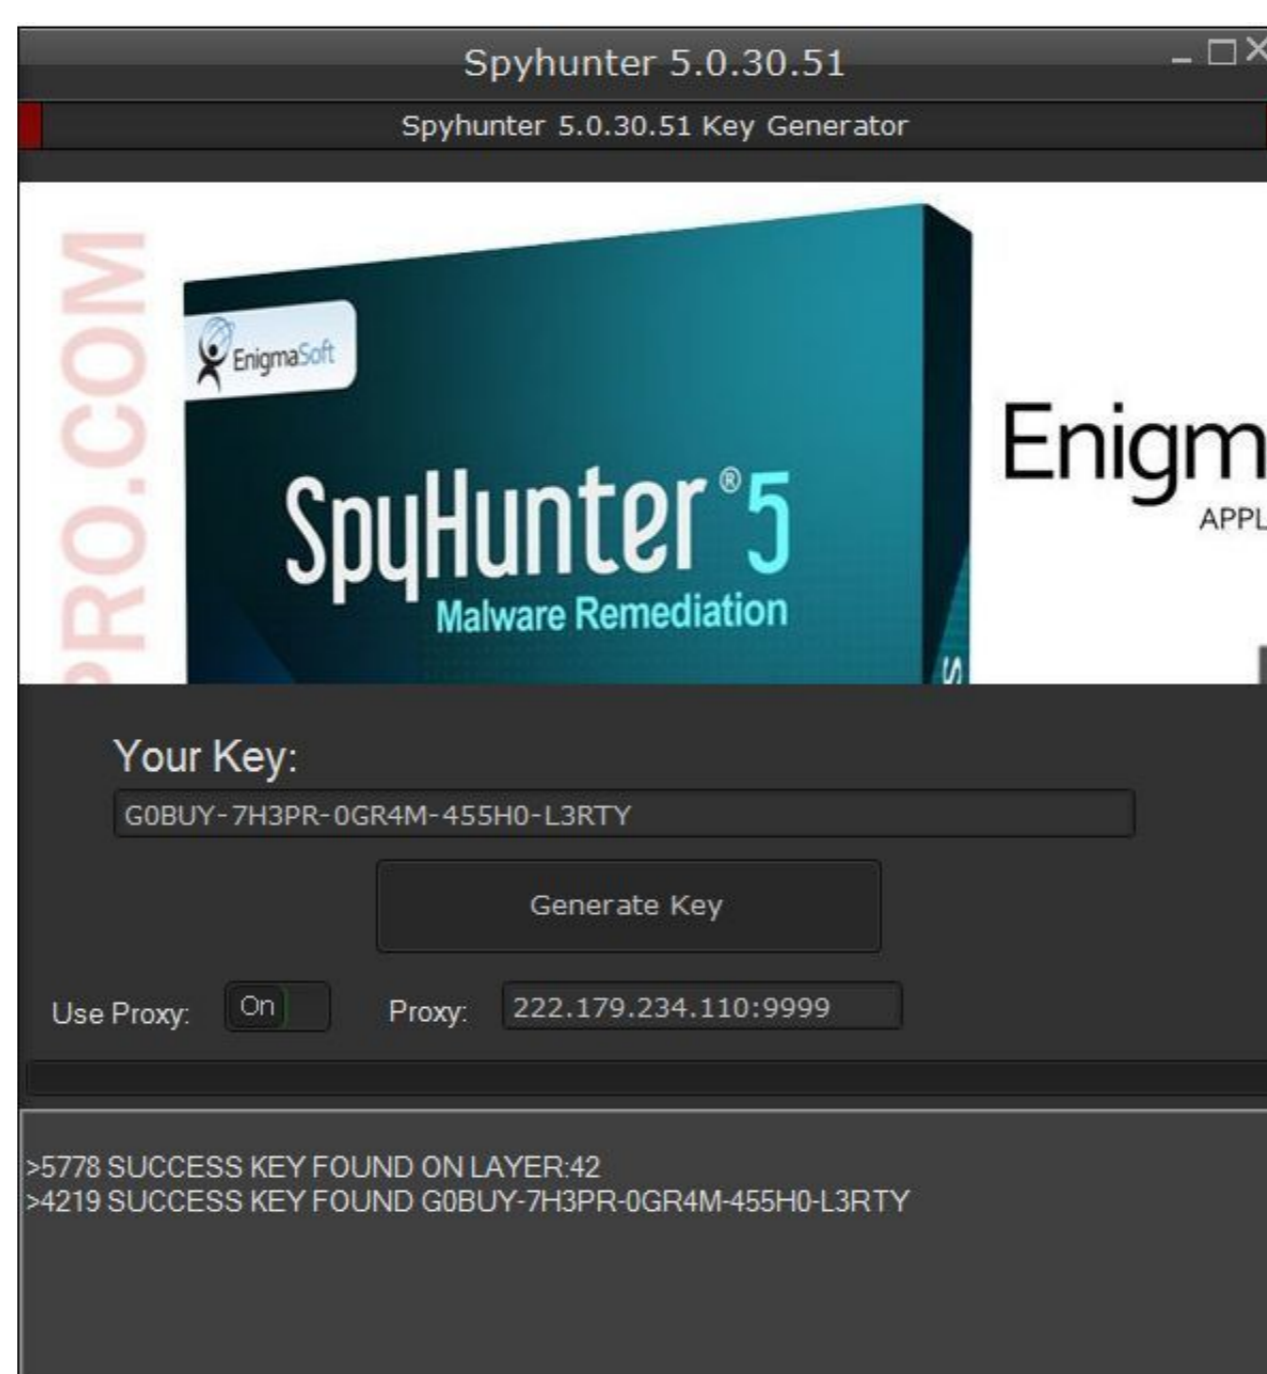 Spyhunter 5.0.30.51
Spyhunter 5.0.30.51 Key Generator
PRO.COM
EnigmaSoft
SpyHunter®5
Malware Remediation
S
Enigm
APPL
Your Key:
G0BUY-7H3PR-0GR4M-455H0-L3RTY
Generate Key
Use Proxy:
On
Proxy:
222.179.234.110:9999
>5778 SUCCESS KEY FOUND ON LAYER:42
>4219 SUCCESS KEY FOUND G0BUY-7H3PR-0GR4M-455H0-L3RTY